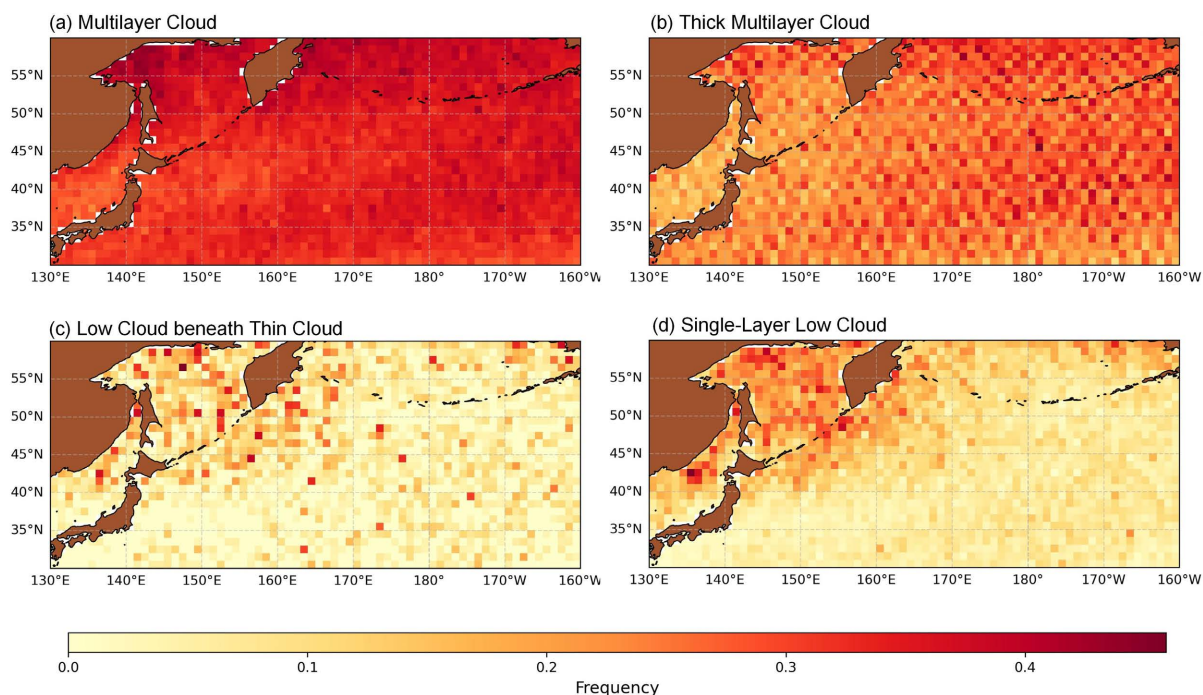 (a) Multilayer Cloud
55°N
50°N
45°N
40°N
35°N
130°E 140°E 150°E 160°E 170°E 180° 170°W 160°W
(b) Thick Multilayer Cloud
55°N
50°N
45°N
40°N
35°N
130°E 140°E 150°E 160°E 170°E 180° 170°W 160°W
(c) Low Cloud beneath Thin Cloud
55°N
50°N
45°N
40°N
35°N
130°E 140°E 150°E 160°E 170°E 180° 170°W 160°W
(d) Single-Layer Low Cloud
55°N
50°N
45°N
40°N
35°N
130°E 140°E 150°E 160°E 170°E 180° 170°W 160°W
0.0 0.1 0.2 0.3 0.4
Frequency